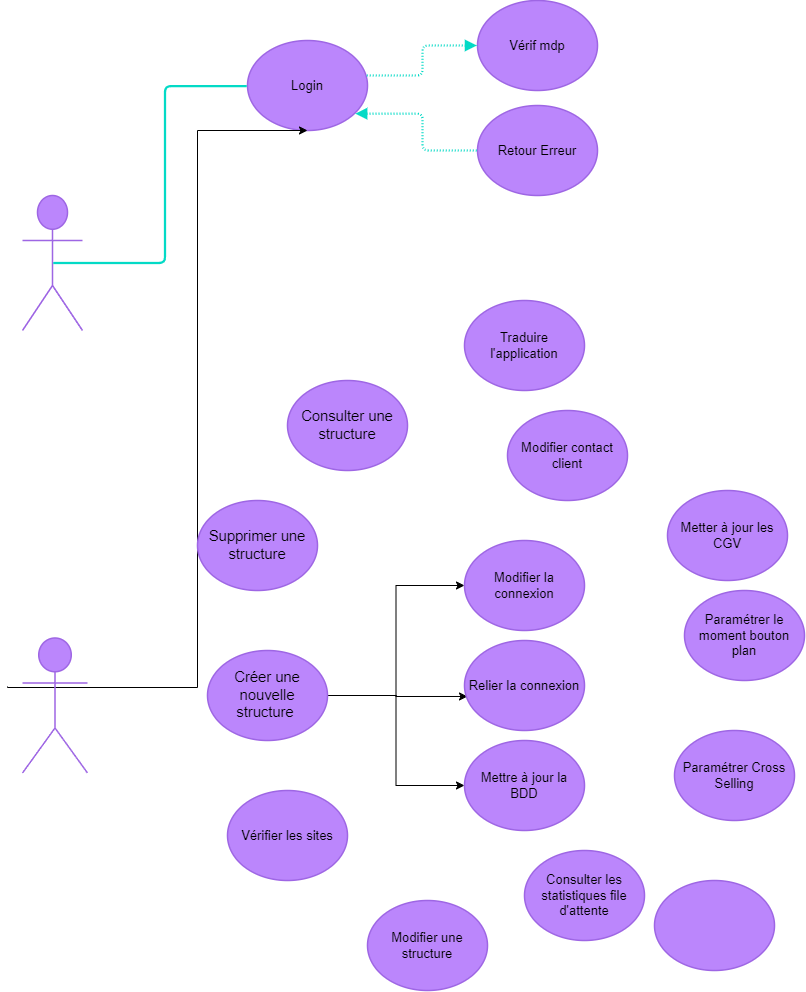 Vérif mdp
Login
Retour Erreur
Traduire
l'application
Consulter une
structure
Modifier contact
client
Supprimer une
structure
Metter à jour les
CGV
Modifier la
connexion
Paramétrer le
moment bouton
plan
Créer une
nouvelle
structure
Relier la connexion
Mettre à jour la
BDD
Paramétrer Cross
Selling
Vérifier les sites
Consulter les
statistiques file
d'attente
Modifier une
structure